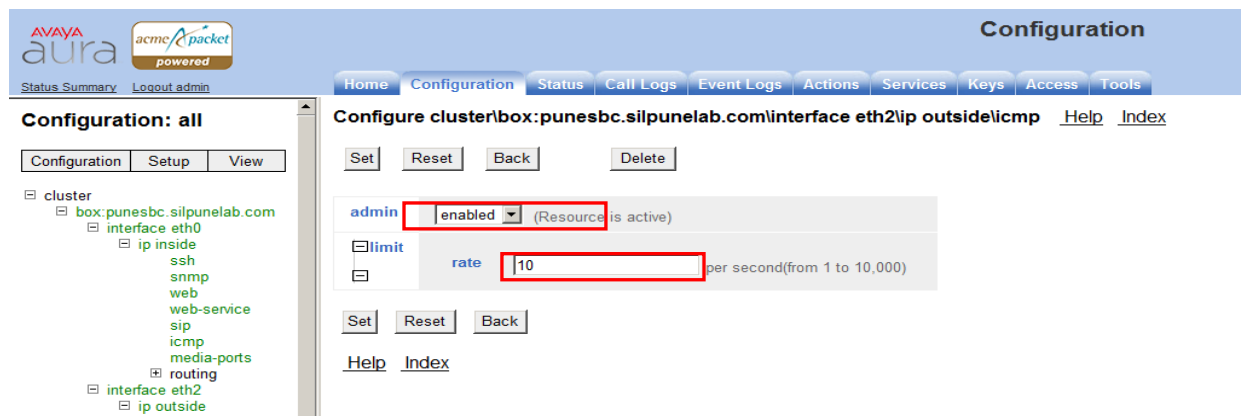 AVAYA
aura
acme packet
powered
Configuration
Status Summary Logout admin
Home Configuration Status Call Logs Event Logs Actions Services Keys Access Tools
Configuration: all
Configuration Setup View
cluster
box:punesbc.silpunelab.com
interface eth0
ip inside
ssh
snmp
web
web-service
sip
icmp
media-ports
routing
interface eth2
ip outside
Configure cluster\box:punesbc.silpunelab.com\interface eth2\ip outside\icmp Help Index
Set Reset Back Delete
admin enabled (Resource is active)
limit
rate 10 per second(from 1 to 10,000)
Set Reset Back
Help Index